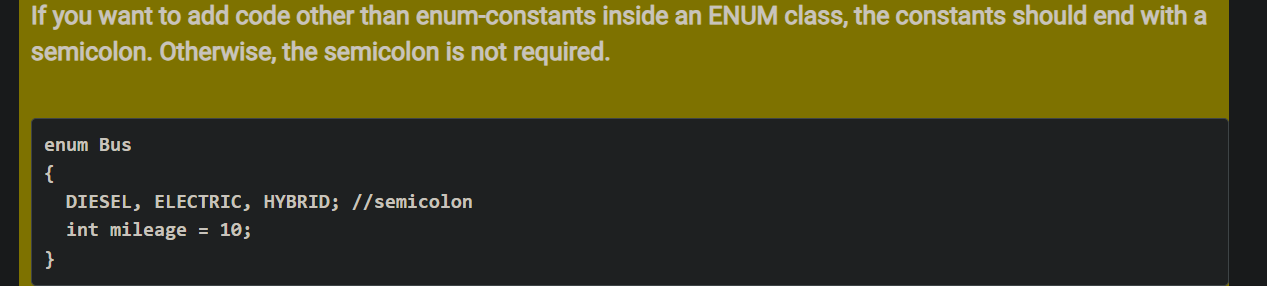 If you want to add code other than enum-constants inside an ENUM class, the constants should end with a
semicolon. Otherwise, the semicolon is not required.
enum Bus
{
  DIESEL, ELECTRIC, HYBRID; //semicolon
  int mileage = 10;
}